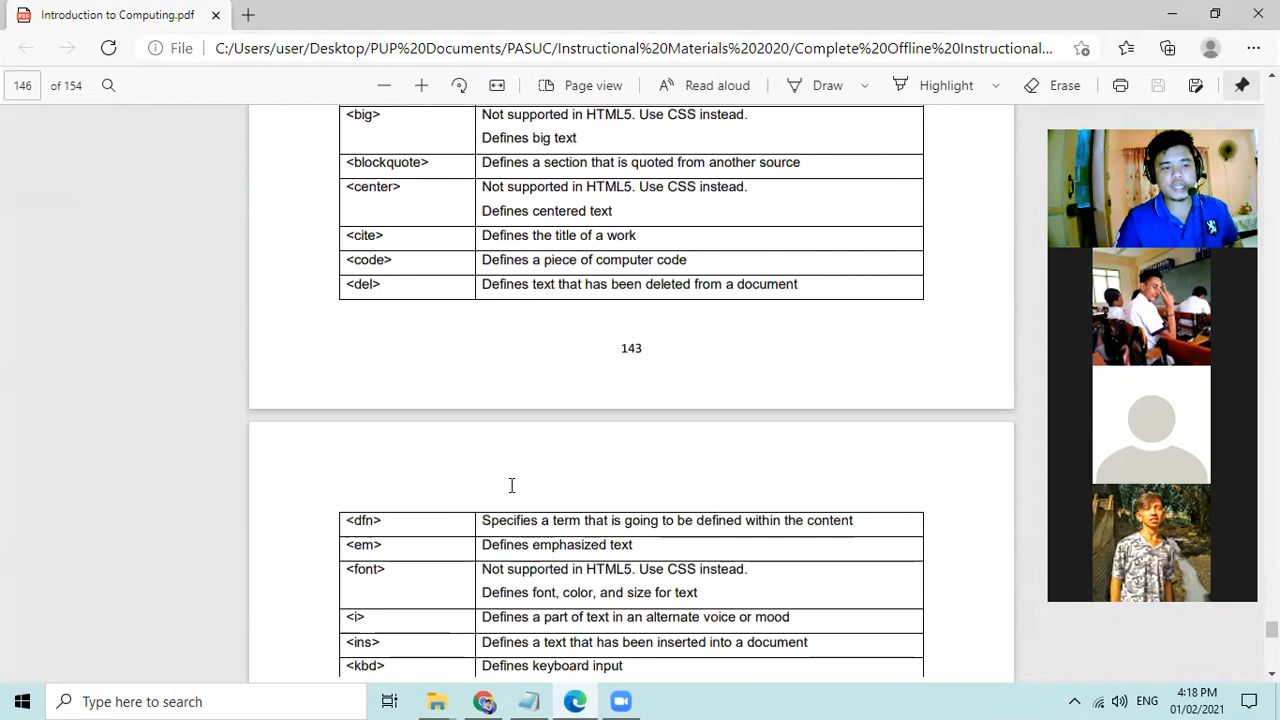 Introduction to Computing.pdf
File
C:/Users/user/Desktop/PUP%20Documents/PASUC/Instructional%20Materials%202020/Complete%20Offline%20Instructional...
146 of 154
Page view
Read aloud
Draw
Highlight
Erase
<big> Not supported in HTML5. Use CSS instead.
Defines big text
<blockquote> Defines a section that is quoted from another source
<center> Not supported in HTML5. Use CSS instead.
Defines centered text
<cite> Defines the title of a work
<code> Defines a piece of computer code
<del> Defines text that has been deleted from a document
143
<dfn> Specifies a term that is going to be defined within the content
<em> Defines emphasized text
<font> Not supported in HTML5. Use CSS instead.
Defines font, color, and size for text
<i> Defines a part of text in an alternate voice or mood
<ins> Defines a text that has been inserted into a document
<kbd> Defines keyboard input
Type here to search
ENG
4:18 PM
01/02/2021